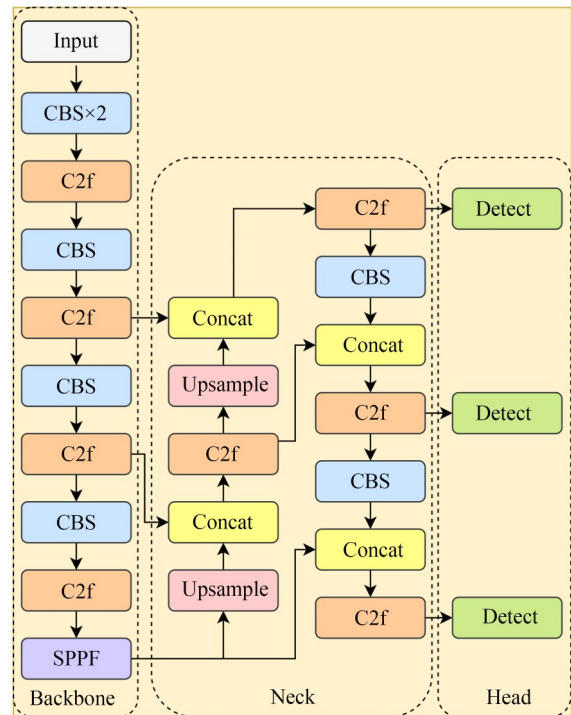 Input
CBS×2
C2f
CBS
C2f
CBS
C2f
CBS
C2f
SPPF
Backbone
Concat
Upsample
C2f
Concat
Upsample
C2f
CBS
Concat
C2f
CBS
Concat
C2f
Neck
Detect
Detect
Detect
Head